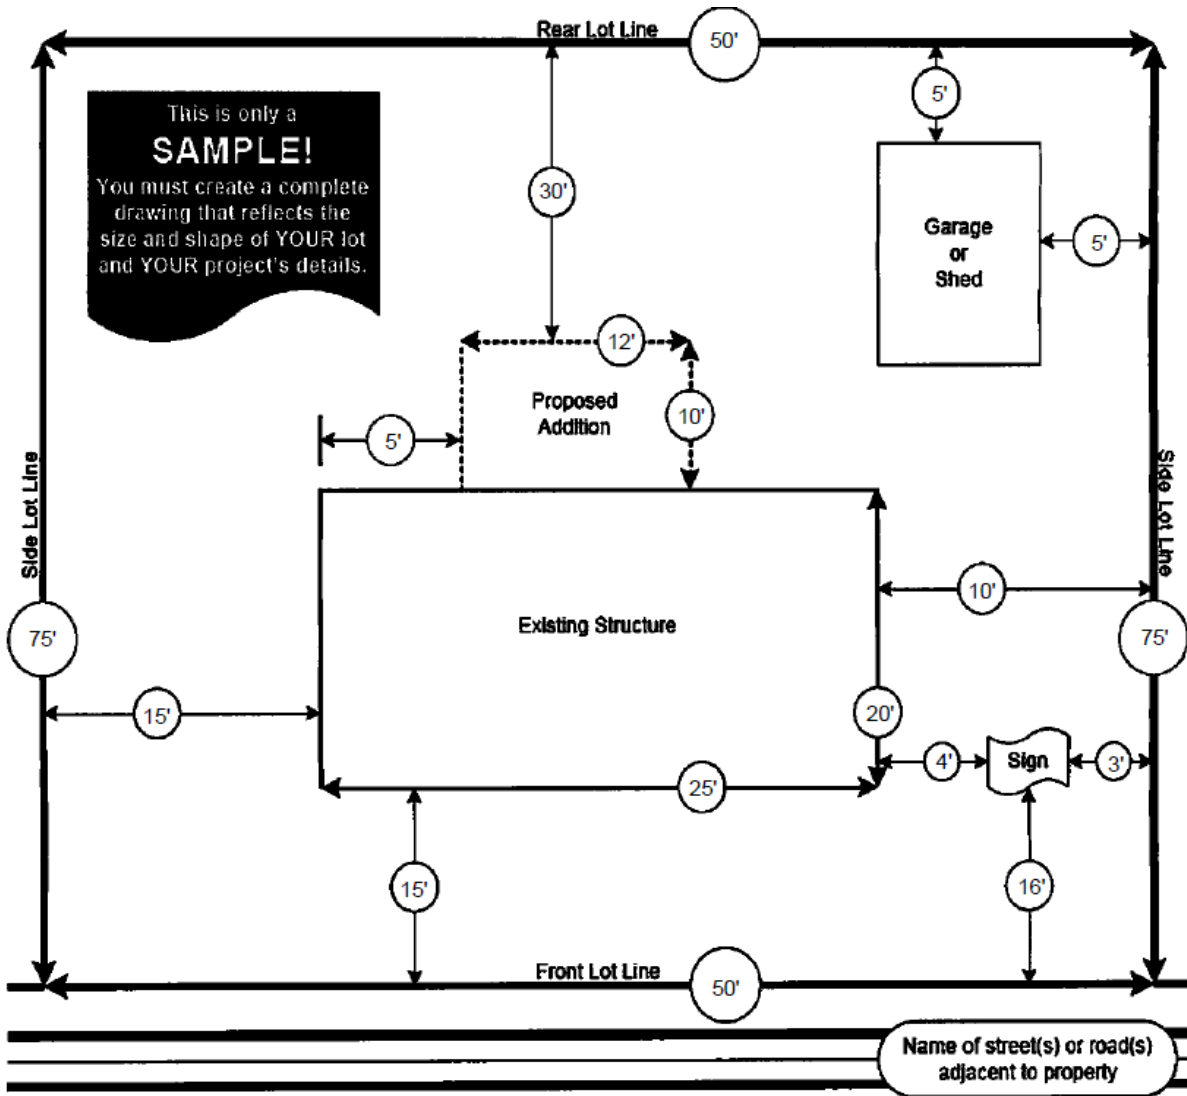 Rear Lot Line
50'
This is only a
SAMPLE!
You must create a complete
drawing that reflects the
size and shape of YOUR lot
and YOUR project's details.
5'
30'
Garage
or
Shed
5'
12'
Proposed
Addition
10'
5'
Side Lot Line
Side Lot Line
10'
Existing Structure
75'
75'
15'
20'
4'
Sign
3'
25'
15'
16'
Front Lot Line
50'
Name of street(s) or road(s)
adjacent to property